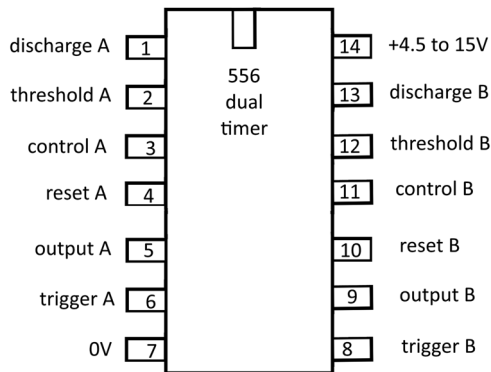 discharge A 1
threshold A 2
control A 3
reset A 4
output A 5
trigger A 6
0V 7
556
dual
timer
14 +4.5 to 15V
13 discharge B
12 threshold B
11 control B
10 reset B
9 output B
8 trigger B